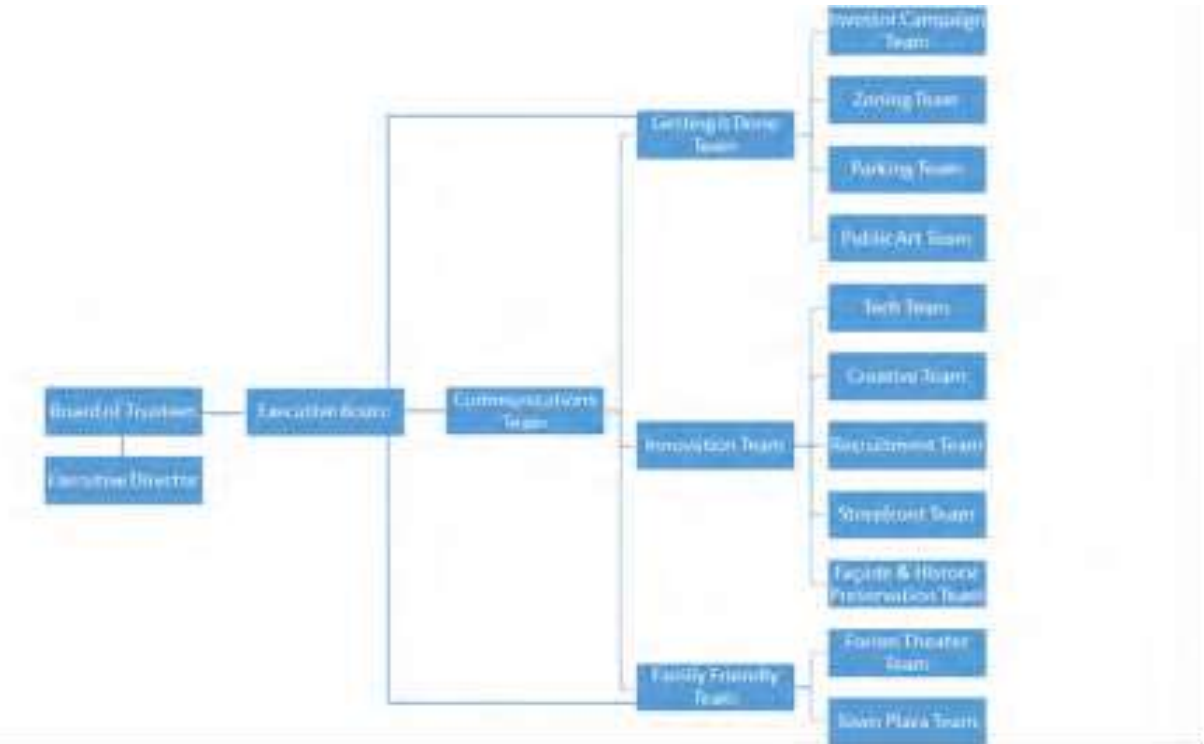 Investor Campaign
Team
Zoning Team
Getting it Done
Team
Parking Team
Public Art Team
Tech Team
Creative Team
Board of Trustees
Executive Board
Communications
Team
Innovation Team
Recruitment Team
Executive Director
Storefront Team
Façade & Historic
Preservation Team
Theater
Team
Family Friendly
Team
Plaza Team